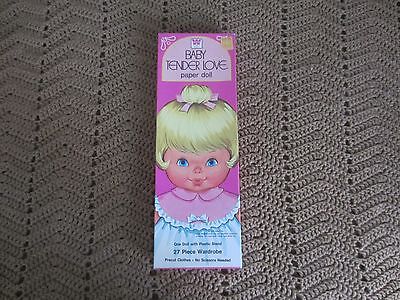 BABY
TENDER LOVE
paper doll
One Doll with Plastic Stand
27 Piece Wardrobe
Precut Clothes - No Scissors Needed